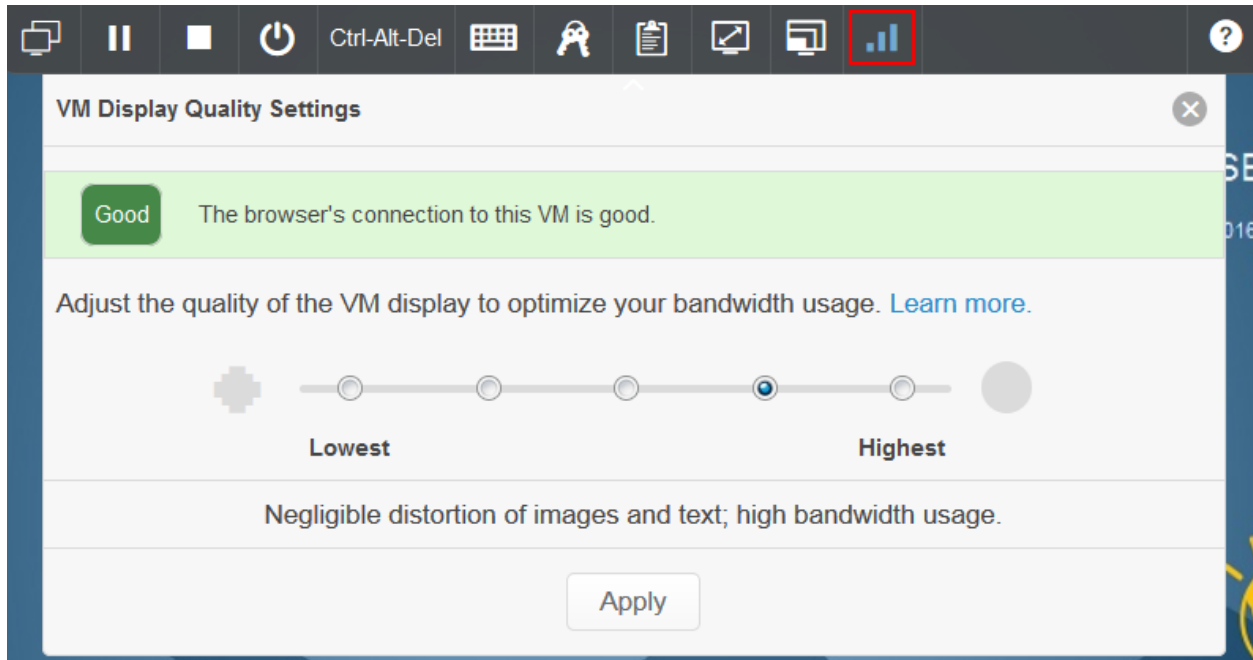 Ctrl-Alt-Del
?
VM Display Quality Settings
Good
The browser's connection to this VM is good.
Adjust the quality of the VM display to optimize your bandwidth usage. Learn more.
Lowest
Highest
Negligible distortion of images and text; high bandwidth usage.
Apply